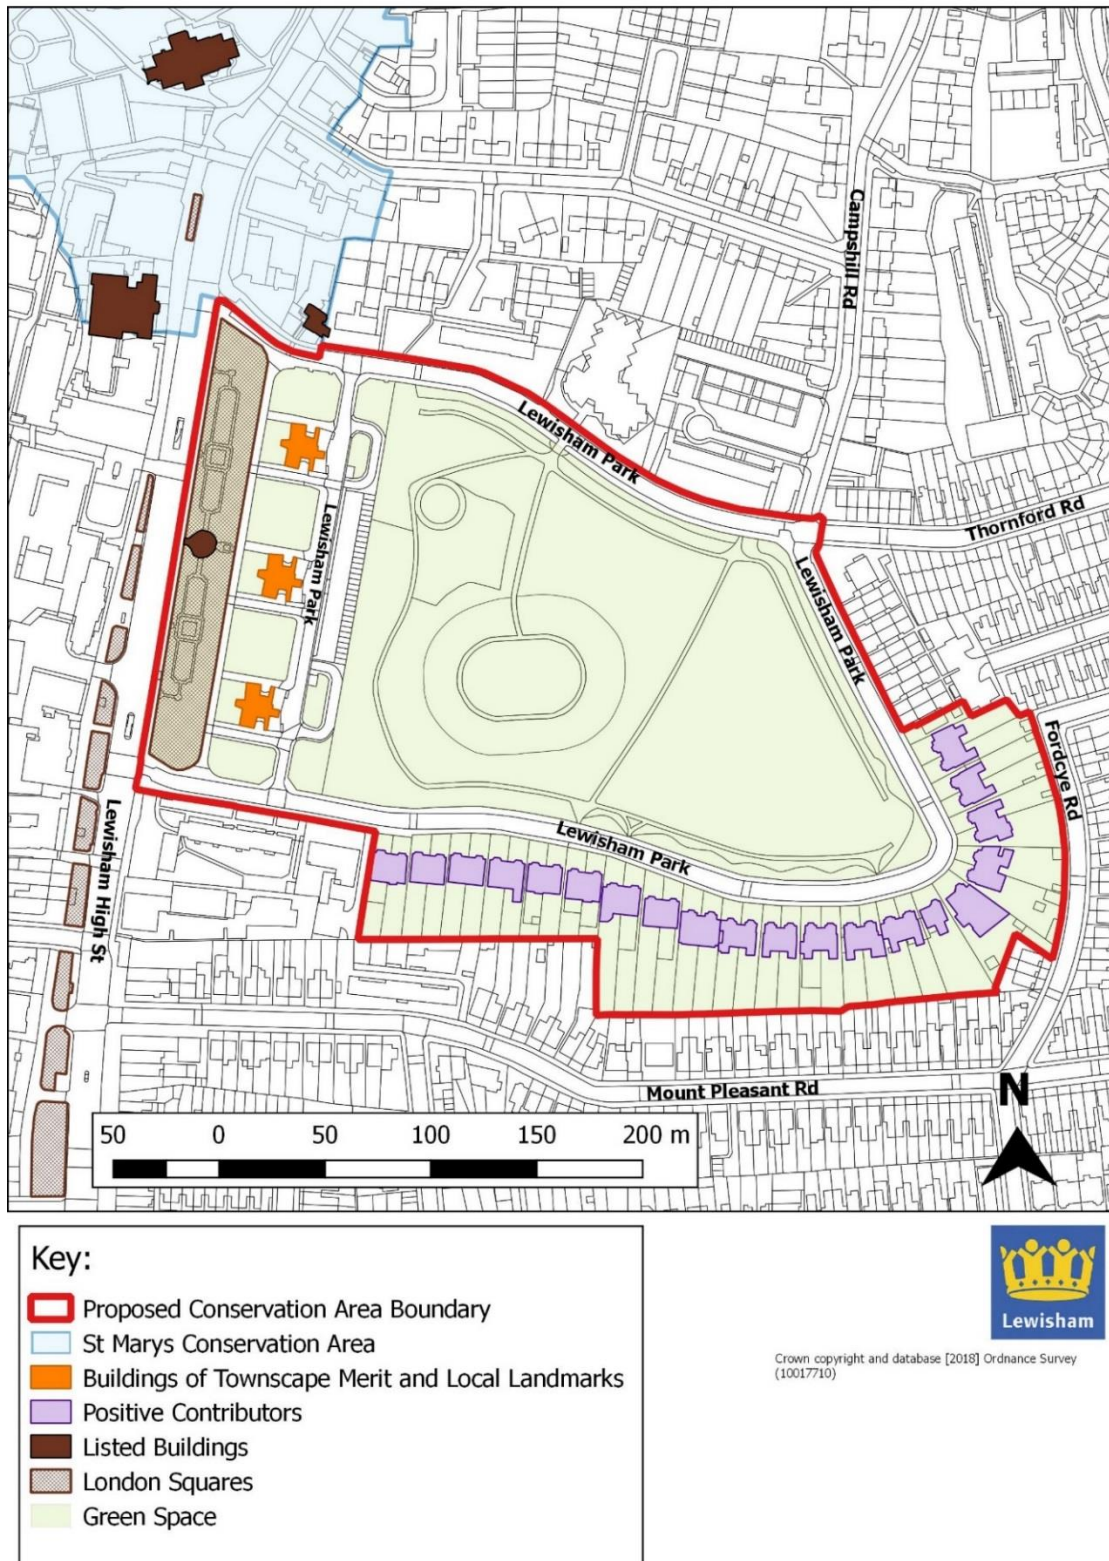 Campshill Rd
Lewisham Park
Thornford Rd
Lewisham Park
Lewisham Park
Fordcye Rd
Lewisham Park
Lewisham High St
Mount Pleasant Rd
N
50 0 50 100 150 200 m
Key:
Proposed Conservation Area Boundary
St Marys Conservation Area
Buildings of Townscape Merit and Local Landmarks
Positive Contributors
Listed Buildings
London Squares
Green Space
Lewisham
Crown copyright and database [2018] Ordnance Survey
(10017710)